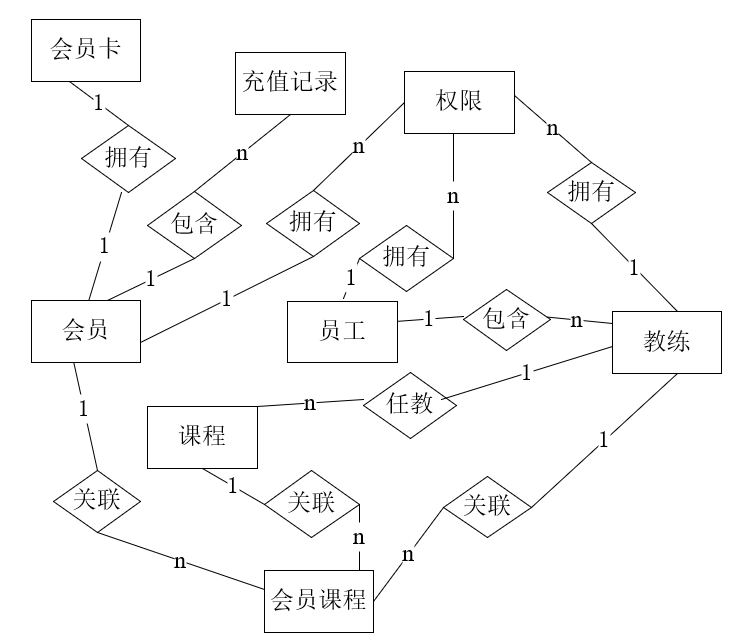 会员卡
充值记录
权限
1
n
n
n
拥有
包含
拥有
n
拥有
拥有
1
1
1
1
1
会员
员工
1
包含
n
教练
1
n
任教
1
课程
1
1
关联
关联
关联
n
n
n
会员课程